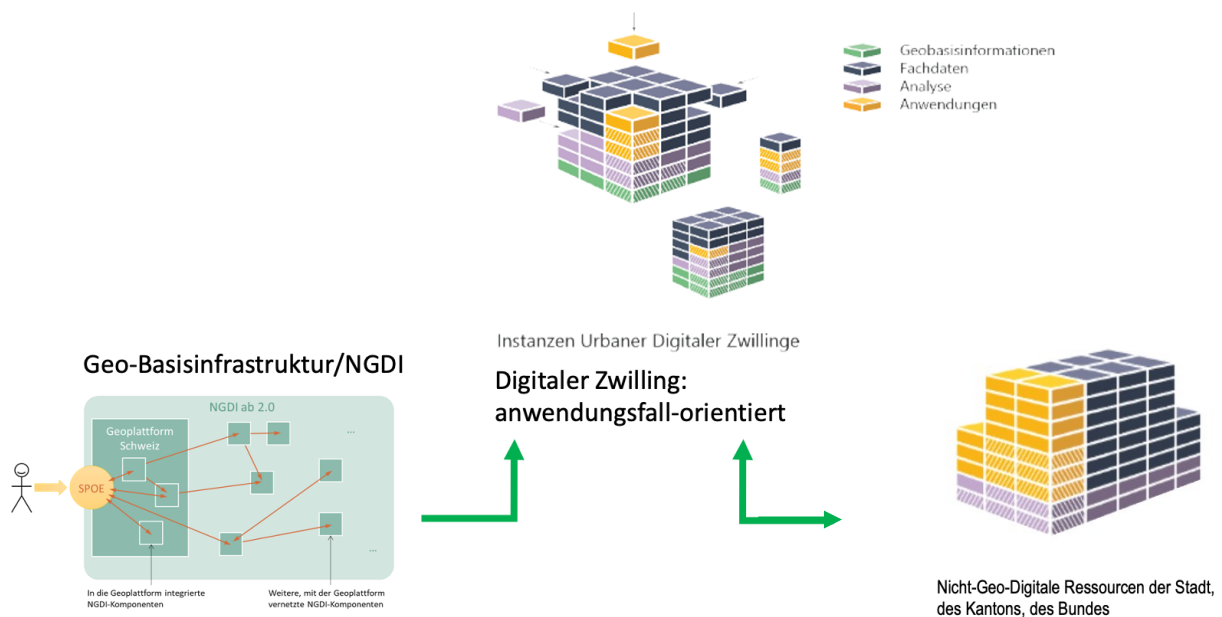 Geobasisinformationen
Fachdaten
Analyse
Anwendungen
Instanzen Urbaner Digitaler Zwillinge
Geo-Basisinfrastruktur/NGDI
Digitaler Zwilling:
anwendungsfall-orientiert
NGDI ab 2.0
Geoplattform
Schweiz
...
SPOE
...
In die Geoplattform integrierte
NGDI-Komponenten
Weitere, mit der Geoplattform
vernetzte NGDI-Komponenten
Nicht-Geo-Digitale Ressourcen der Stadt,
des Kantons, des Bundes